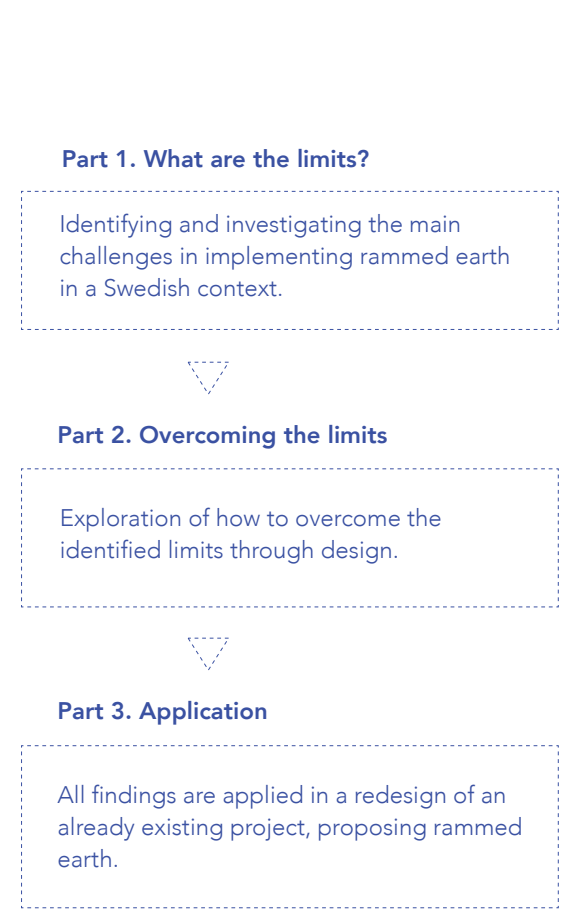 Part 1. What are the limits?
Identifying and investigating the main
challenges in implementing rammed earth
in a Swedish context.
Part 2. Overcoming the limits
Exploration of how to overcome the
identified limits through design.
Part 3. Application
All findings are applied in a redesign of an
already existing project, proposing rammed
earth.